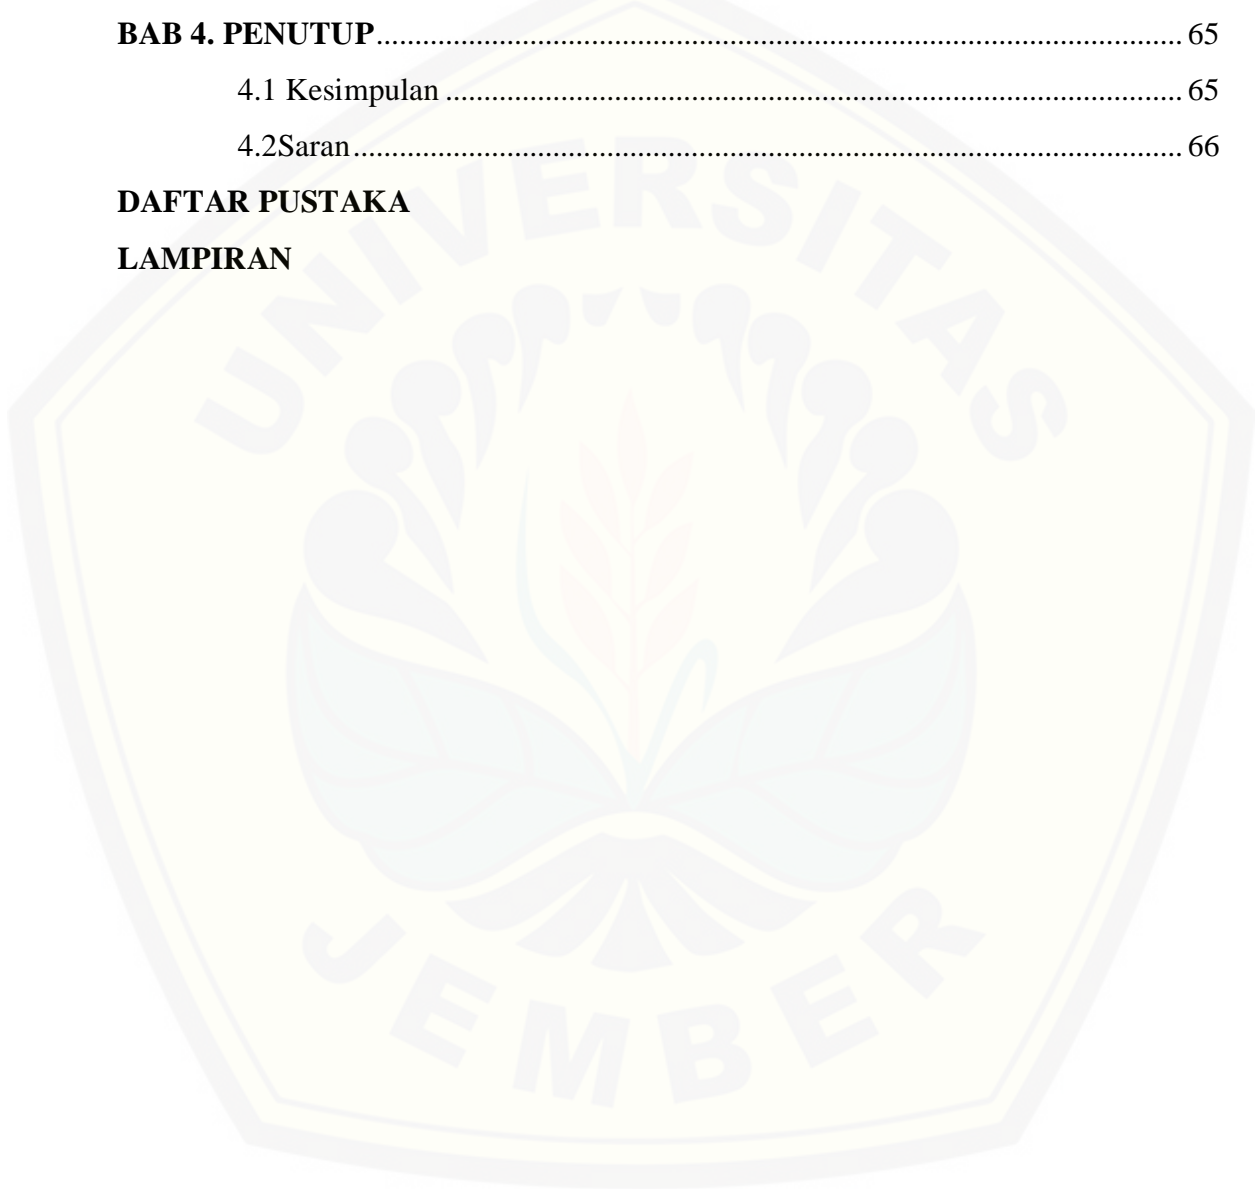 BAB 4. PENUTUP........................................................................................................ 65
4.1 Kesimpulan ............................................................................................... 65
4.2Saran........................................................................................................... 66
DAFTAR PUSTAKA
LAMPIRAN
UNIVERSITAS
JEMBER